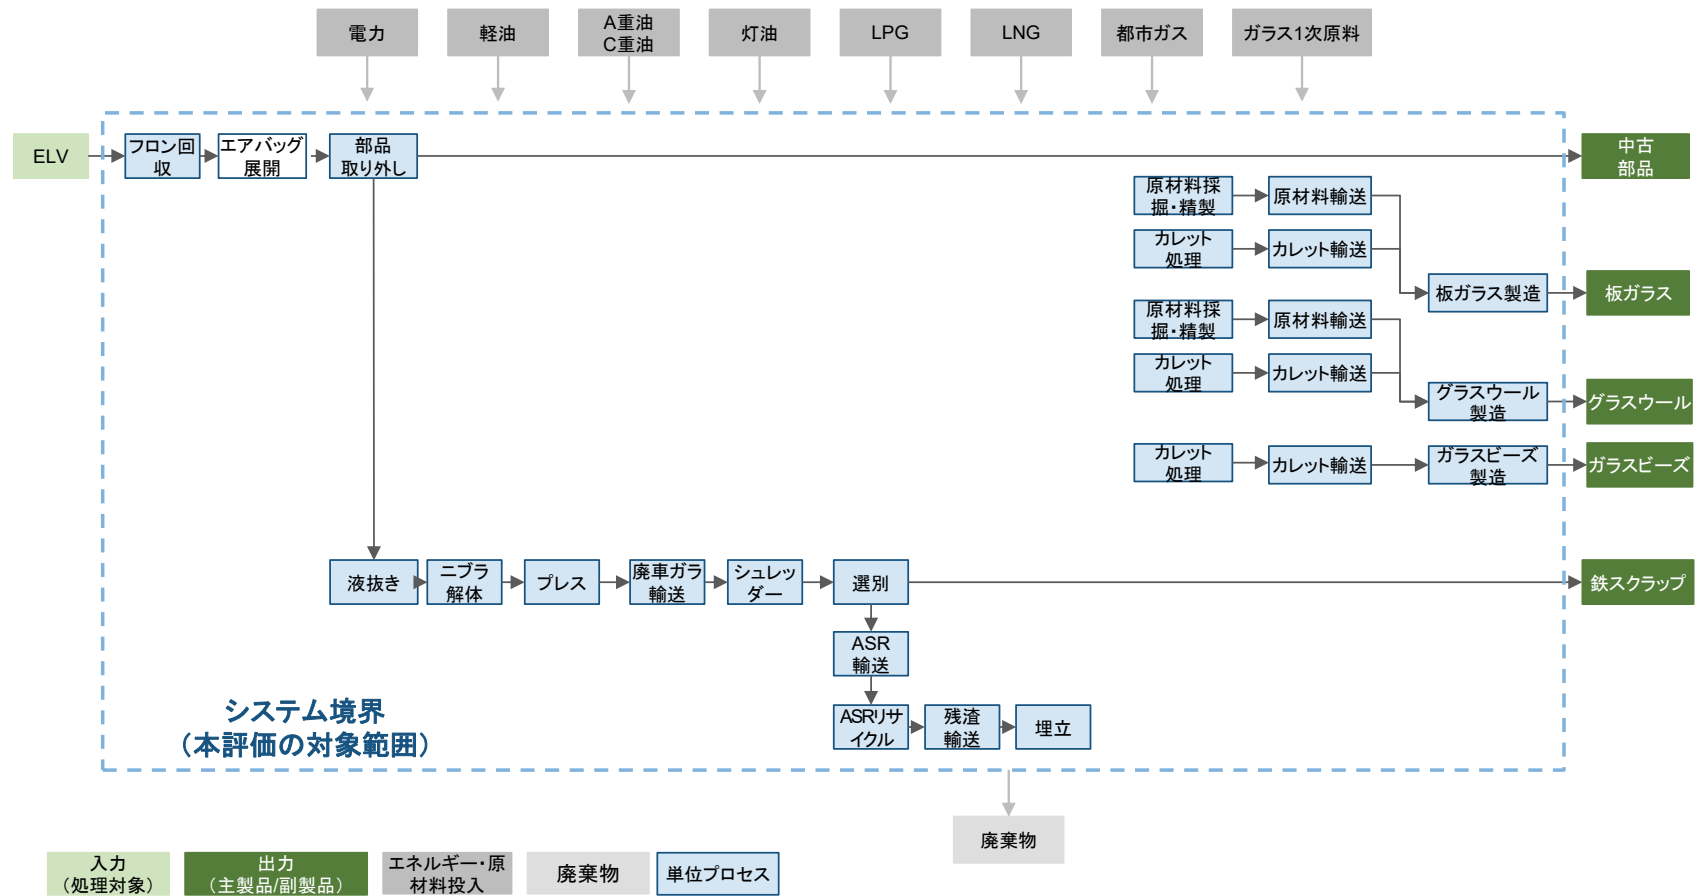 電力
軽油
A重油
C重油
灯油
LPG
LNG
都市ガス
ガラス1次原料
ELV
フロン回
収
エアバッグ
展開
部品
取り外し
中古
部品
原材料採
掘・精製
原材料輸送
カレット
処理
カレット輸送
板ガラス製造
板ガラス
原材料採
掘・精製
原材料輸送
カレット
処理
カレット輸送
グラスウール
製造
グラスウール
カレット
処理
カレット輸送
ガラスビーズ
製造
ガラスビーズ
液抜き
ニブラ
解体
プレス
廃車ガラ
輸送
シュレッ
ダー
選別
鉄スクラップ
ASR
輸送
ASRリサ
イクル
残渣
輸送
埋立
システム境界
（本評価の対象範囲）
廃棄物
入力
（処理対象）
出力
（主製品/副製品）
エネルギー・原
材料投入
廃棄物
単位プロセス